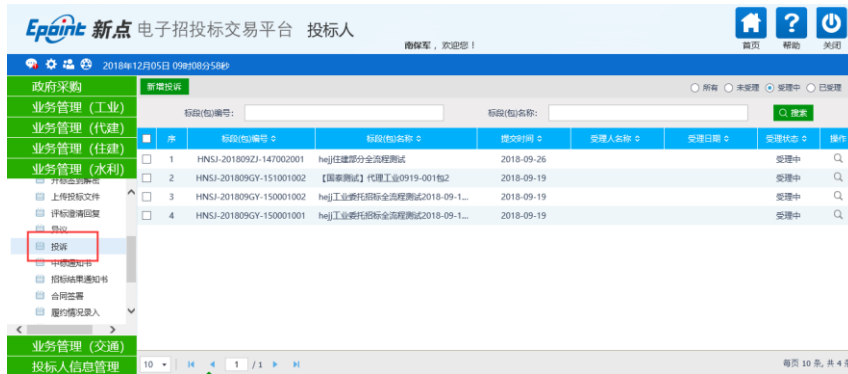 Epoint 新点 电子招投标交易平台 投标人
南保军，欢迎您！
首页 帮助 关闭
2018年12月05日 09时08分58秒
政府采购
业务管理 (工业)
业务管理 (代建)
业务管理 (住建)
业务管理 (水利)
开标签到解密
上传投标文件
评标澄清回复
异议
投诉
中标通知书
招标结果通知书
合同签署
履约情况录入
业务管理 (交通)
投标人信息管理
新增投诉 所有 未受理 受理中 已受理
标段(包)编号: 标段(包)名称: 搜索
序 标段(包)编号 标段(包)名称 提交时间 受理人名称 受理日期 受理状态 操作
1 HNSJ-201809ZJ-147002001 hejj住建部分全流程测试 2018-09-26 受理中
2 HNSJ-201809GY-151001002 【国泰测试】代理工业0919-001包2 2018-09-19 受理中
3 HNSJ-201809GY-150001002 hejj工业委托招标全流程测试2018-09-1... 2018-09-19 受理中
4 HNSJ-201809GY-150001001 hejj工业委托招标全流程测试2018-09-1... 2018-09-19 受理中
10 1 / 1 每页 10 条, 共 4 条